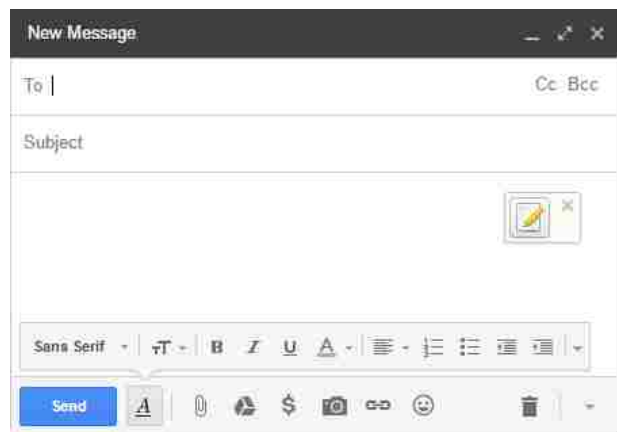 New Message
To Cc Bcc
Subject
Sans Serif T B I U A
Send A $